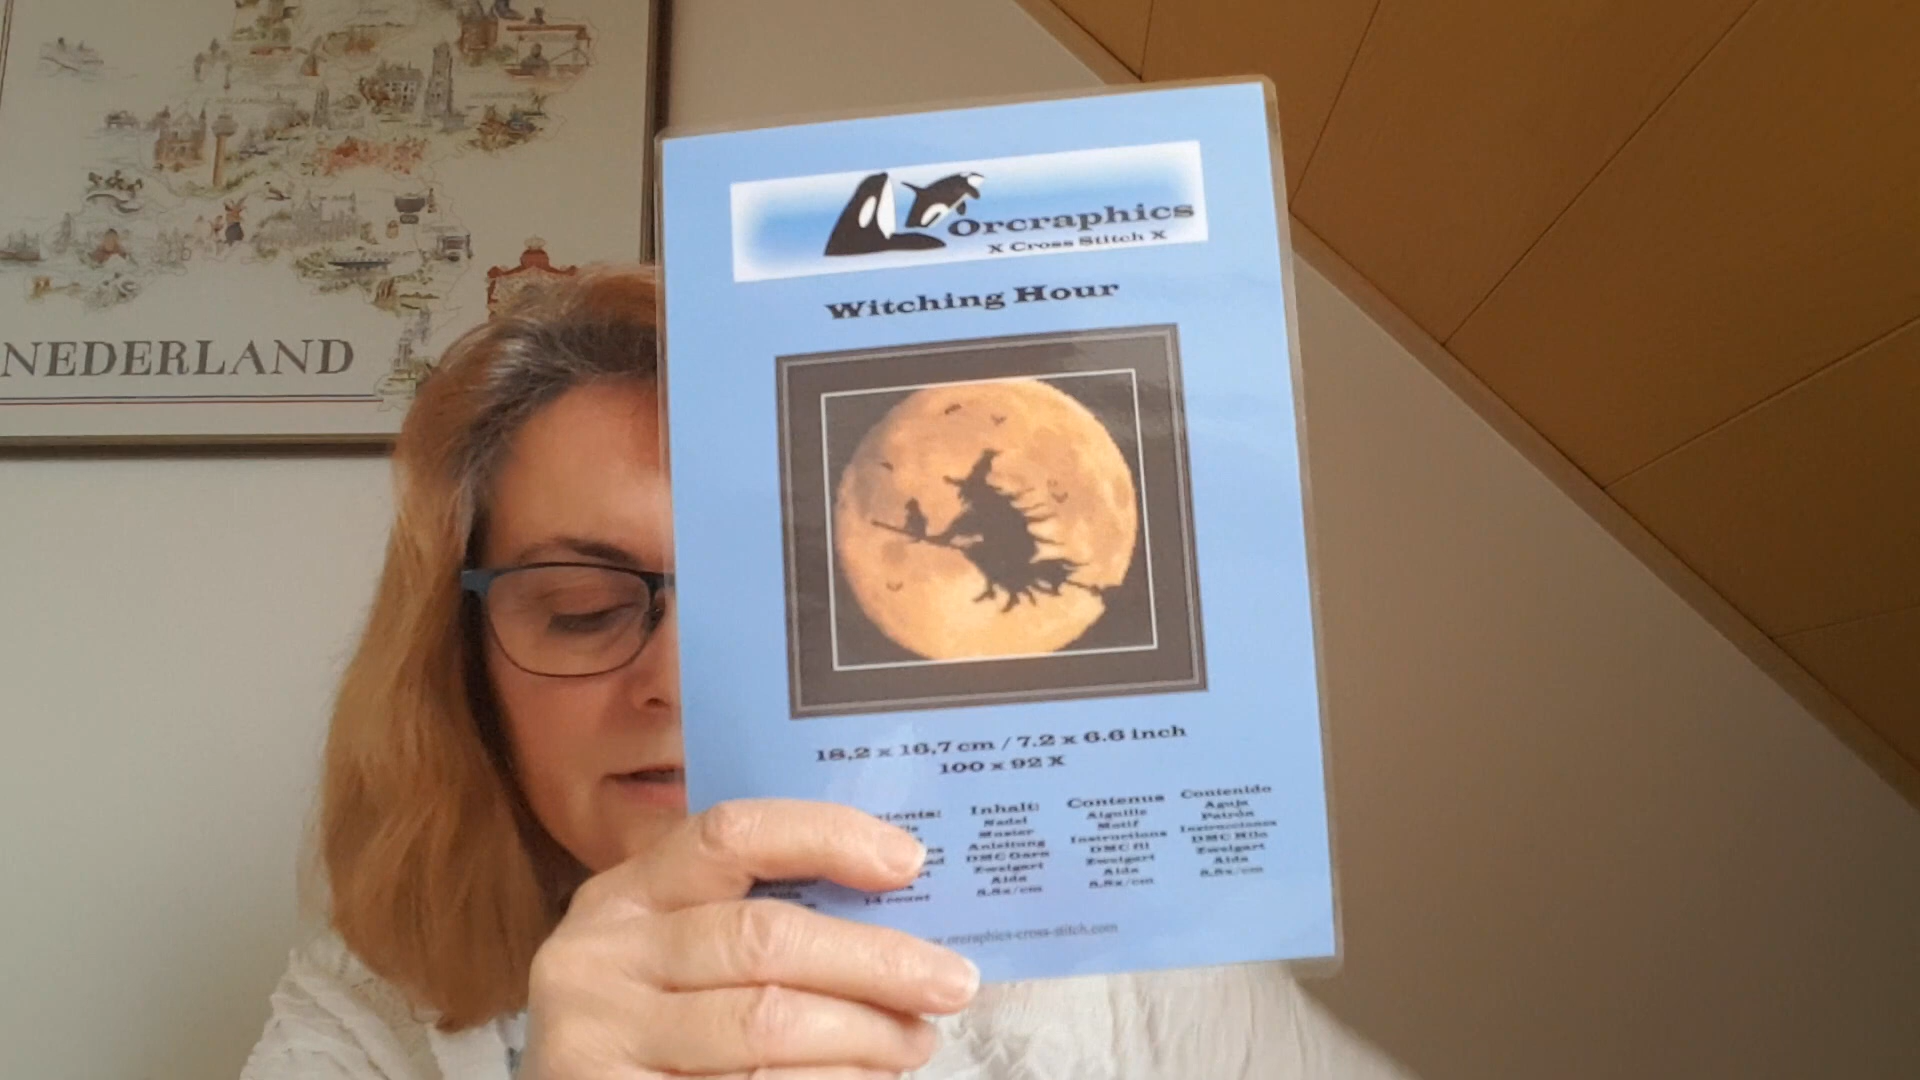 NEDERLAND
Orcraphics
X Cross Stitch X
Witching Hour
18,2 x 16,7 cm / 7.2 x 6.6 inch
100 x 92 X
Inhalt:
Nadel
Muster
Anleitung
DMC Garn
Zweigart
Aida
5,5x/cm
14 count
Contenus
Aiguille
Motif
Instructions
DMC fil
Zweigart
Aida
5,5x/cm
Contenido
Aguja
Patrón
Instrucciones
DMC Hilo
Zweigart
Aida
5,5x/cm
orcraphics-cross-stitch.com